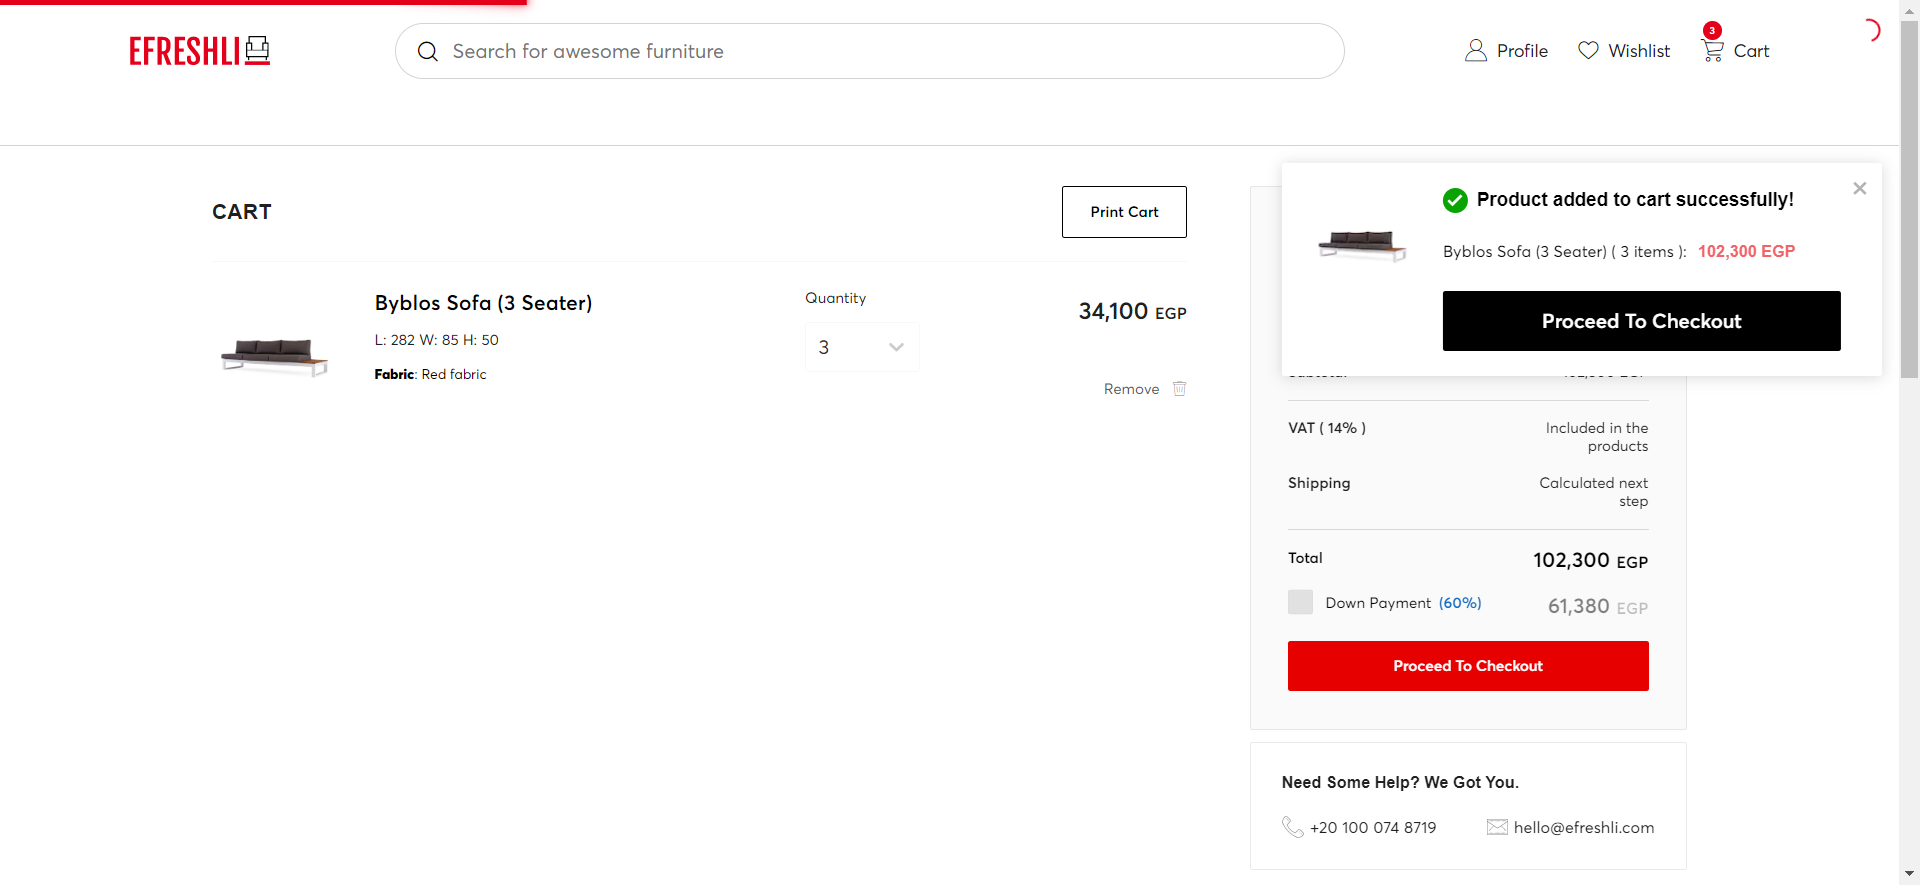 EFRESHLI
Search for awesome furniture
Profile
Wishlist
3
Cart
CART
Print Cart
Byblos Sofa (3 Seater)
L: 282 W: 85 H: 50
Fabric: Red fabric
Quantity
3
34,100 EGP
Remove
Product added to cart successfully!
Byblos Sofa (3 Seater) ( 3 items ): 102,300 EGP
Proceed To Checkout
VAT ( 14% )
Included in the
products
Shipping
Calculated next
step
Total
102,300 EGP
Down Payment (60%)
61,380 EGP
Proceed To Checkout
Need Some Help? We Got You.
+20 100 074 8719
hello@efreshli.com